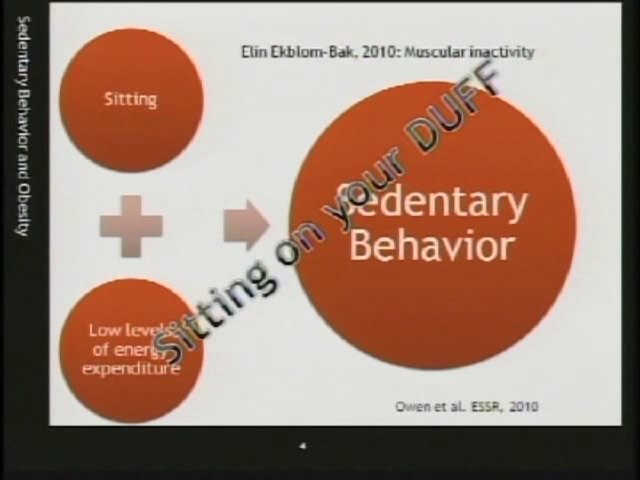 Sedentary Behavior and Obesity
Elin Ekblom-Bak, 2010: Muscular inactivity
Sitting
Sitting on your DUFF
Sedentary
Behavior
Low levels
of energy
expenditure
Owen et al. ESSR, 2010
4